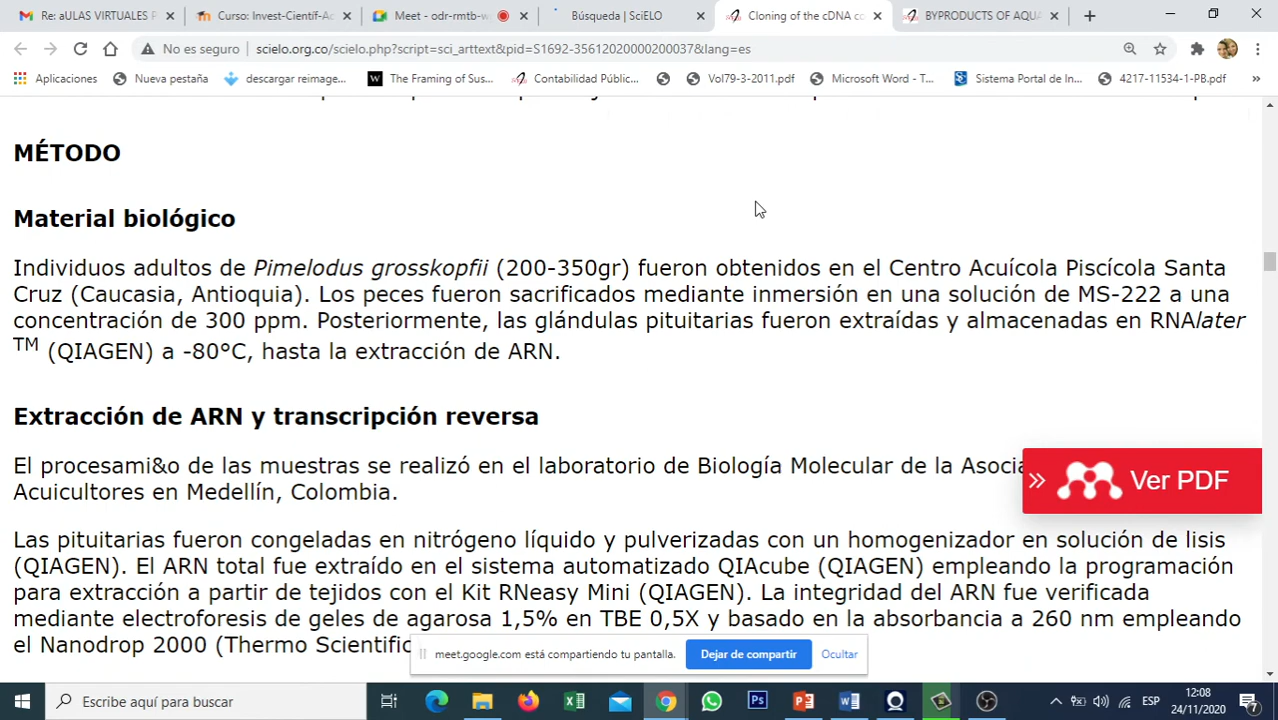 Re: aULAS VIRTUALES P
Curso: Invest-Científ-Ac
Meet - odr-rmtb-w
Búsqueda | SciELO
Cloning of the cDNA co
BYPRODUCTS OF AQUA
No es seguro
scielo.org.co/scielo.php?script=sci_arttext&pid=S1692-35612020000200037&lang=es
Aplicaciones
Nueva pestaña
descargar reimage...
The Framing of Sus...
Contabilidad Públic...
Vol79-3-2011.pdf
Microsoft Word - T...
Sistema Portal de In...
4217-11534-1-PB.pdf
»
MÉTODO
Material biológico
Individuos adultos de Pimelodus grosskopfii (200-350gr) fueron obtenidos en el Centro Acuícola Piscícola Santa
Cruz (Caucasia, Antioquia). Los peces fueron sacrificados mediante inmersión en una solución de MS-222 a una
concentración de 300 ppm. Posteriormente, las glándulas pituitarias fueron extraídas y almacenadas en RNAlater
TM (QIAGEN) a -80°C, hasta la extracción de ARN.
Extracción de ARN y transcripción reversa
El procesami&o de las muestras se realizó en el laboratorio de Biología Molecular de la Asocia
Acuicultores en Medellín, Colombia.
» Ver PDF
Las pituitarias fueron congeladas en nitrógeno líquido y pulverizadas con un homogenizador en solución de lisis
(QIAGEN). El ARN total fue extraído en el sistema automatizado QIAcube (QIAGEN) empleando la programación
para extracción a partir de tejidos con el Kit RNeasy Mini (QIAGEN). La integridad del ARN fue verificada
mediante electroforesis de geles de agarosa 1,5% en TBE 0,5X y basado en la absorbancia a 260 nm empleando
el Nanodrop 2000 (Thermo Scientific
meet.google.com está compartiendo tu pantalla.
Dejar de compartir
Ocultar
Escribe aquí para buscar
ESP
12:08
24/11/2020
7